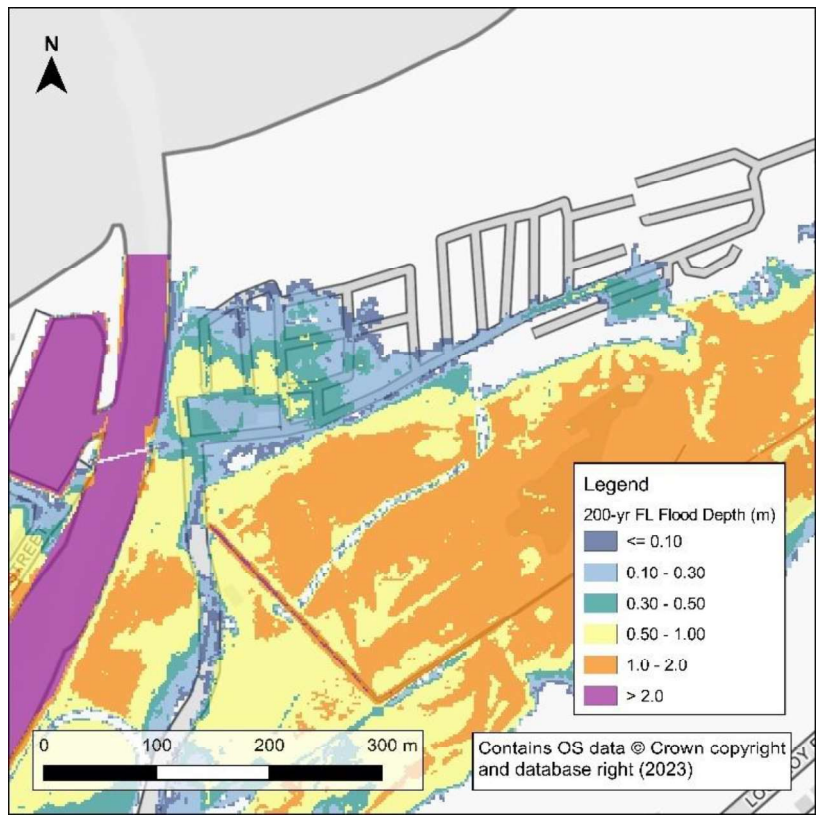 N
Legend
200-yr FL Flood Depth (m)
<= 0.10
0.10 - 0.30
0.30 - 0.50
0.50 - 1.00
1.0 - 2.0
> 2.0
0 100 200 300 m
Contains OS data © Crown copyright
and database right (2023)